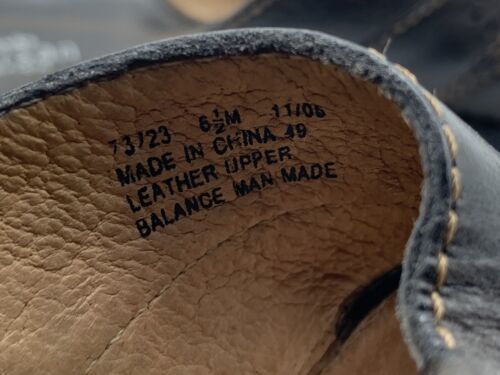 73723 6½M 11/06
MADE IN CHINA 49
LEATHER UPPER
BALANCE MAN MADE